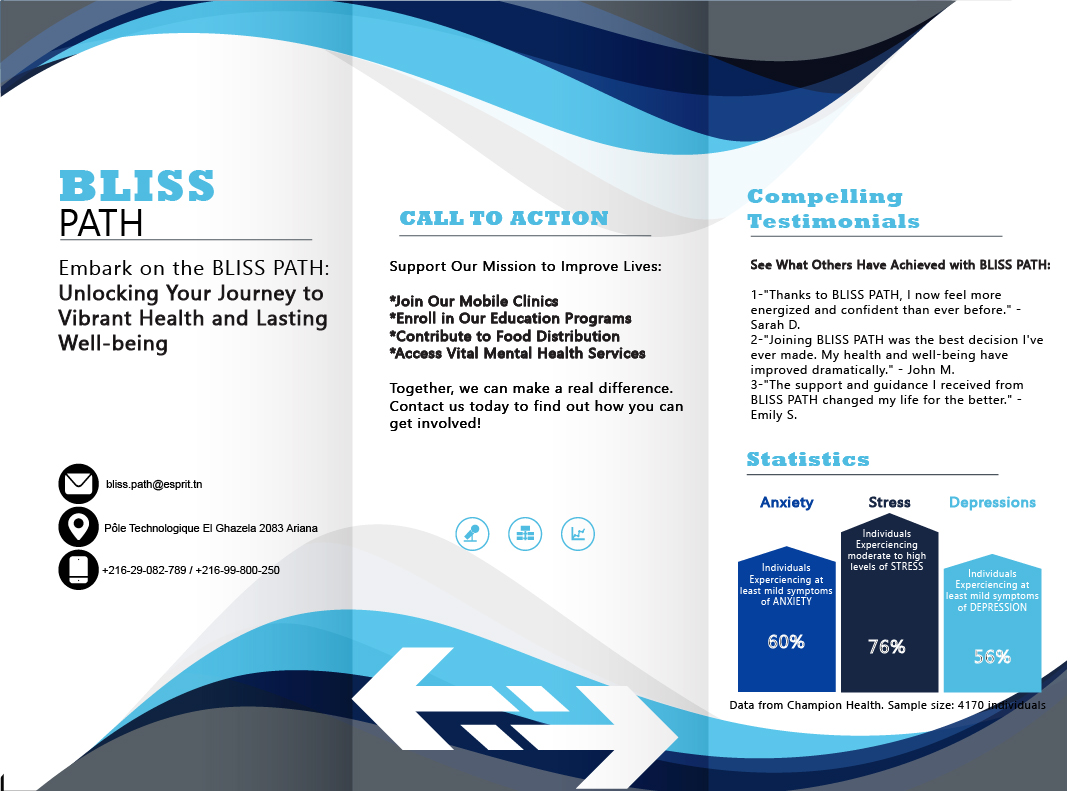 BLISS
PATH
Embark on the BLISS PATH:
Unlocking Your Journey to
Vibrant Health and Lasting
Well-being
bliss.path@esprit.tn
Pôle Technologique El Ghazela 2083 Ariana
+216-29-082-789 / +216-99-800-250
CALL TO ACTION
Support Our Mission to Improve Lives:
*Join Our Mobile Clinics
*Enroll in Our Education Programs
*Contribute to Food Distribution
*Access Vital Mental Health Services
Together, we can make a real difference.
Contact us today to find out how you can
get involved!
Compelling
Testimonials
See What Others Have Achieved with BLISS PATH:
1-"Thanks to BLISS PATH, I now feel more
energized and confident than ever before." -
Sarah D.
2-"Joining BLISS PATH was the best decision I've
ever made. My health and well-being have
improved dramatically." - John M.
3-"The support and guidance I received from
BLISS PATH changed my life for the better." -
Emily S.
Statistics
Anxiety
Individuals
Experciencing at
least mild symptoms
of ANXIETY
60%
Stress
Individuals
Experciencing
moderate to high
levels of STRESS
76%
Depressions
Individuals
Experciencing at
least mild symptoms
of DEPRESSION
56%
Data from Champion Health. Sample size: 4170 individuals